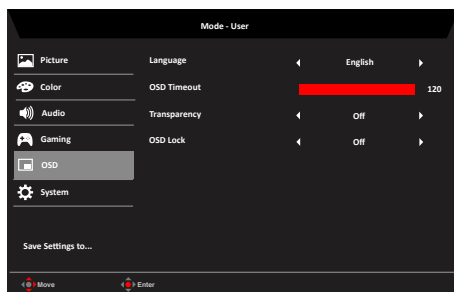 Mode - User
Picture
Language English
Color
OSD Timeout 120
Audio
Transparency Off
Gaming
OSD Lock Off
OSD
System
Save Settings to...
Move Enter